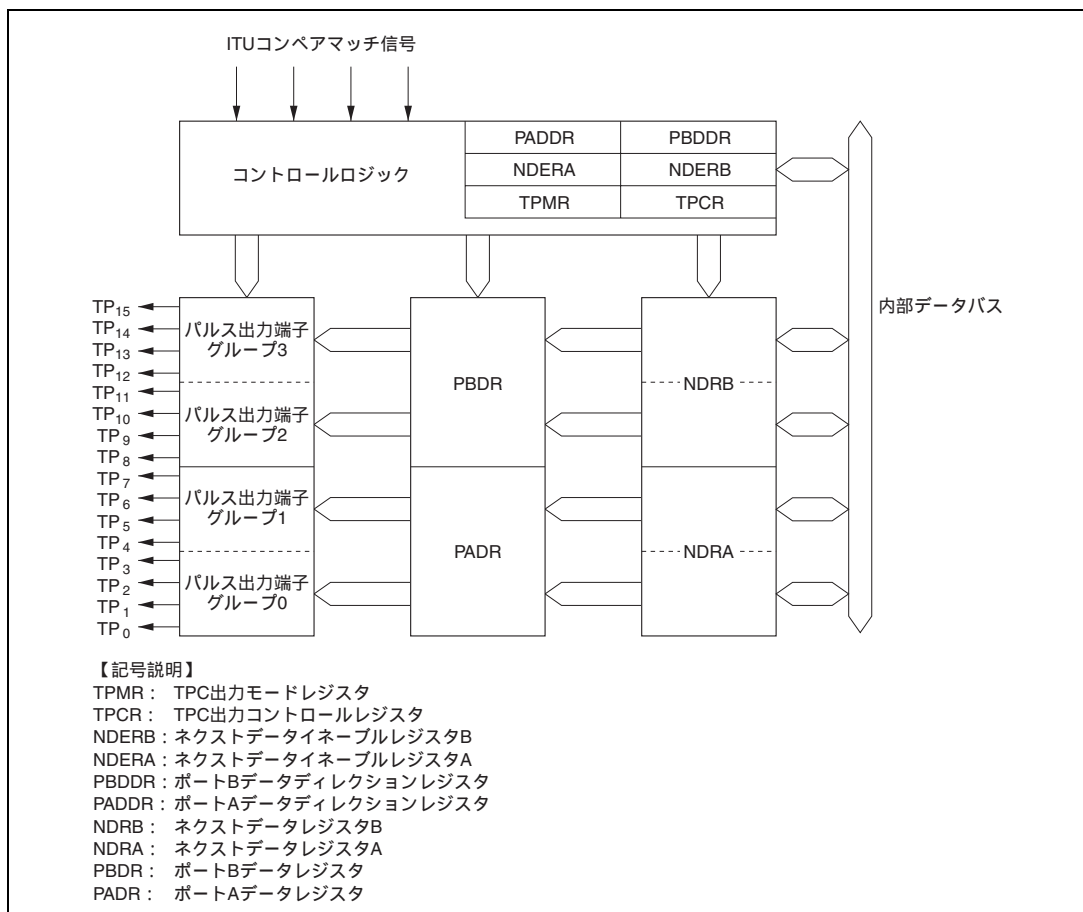 ITUコンペアマッチ信号
コントロールロジック
PADDR PBDDR
NDERA NDERB
TPMR TPCR
内部データバス
TP15
TP14
TP13
TP12
TP11
TP10
TP9
TP8
TP7
TP6
TP5
TP4
TP3
TP2
TP1
TP0
パルス出力端子
グループ3
パルス出力端子
グループ2
パルス出力端子
グループ1
パルス出力端子
グループ0
PBDR
PADR
NDRB
NDRA
【記号説明】
TPMR： TPC出力モードレジスタ
TPCR： TPC出力コントロールレジスタ
NDERB：ネクストデータイネーブルレジスタB
NDERA：ネクストデータイネーブルレジスタA
PBDDR：ポートBデータディレクションレジスタ
PADDR：ポートAデータディレクションレジスタ
NDRB： ネクストデータレジスタB
NDRA： ネクストデータレジスタA
PBDR： ポートBデータレジスタ
PADR： ポートAデータレジスタ